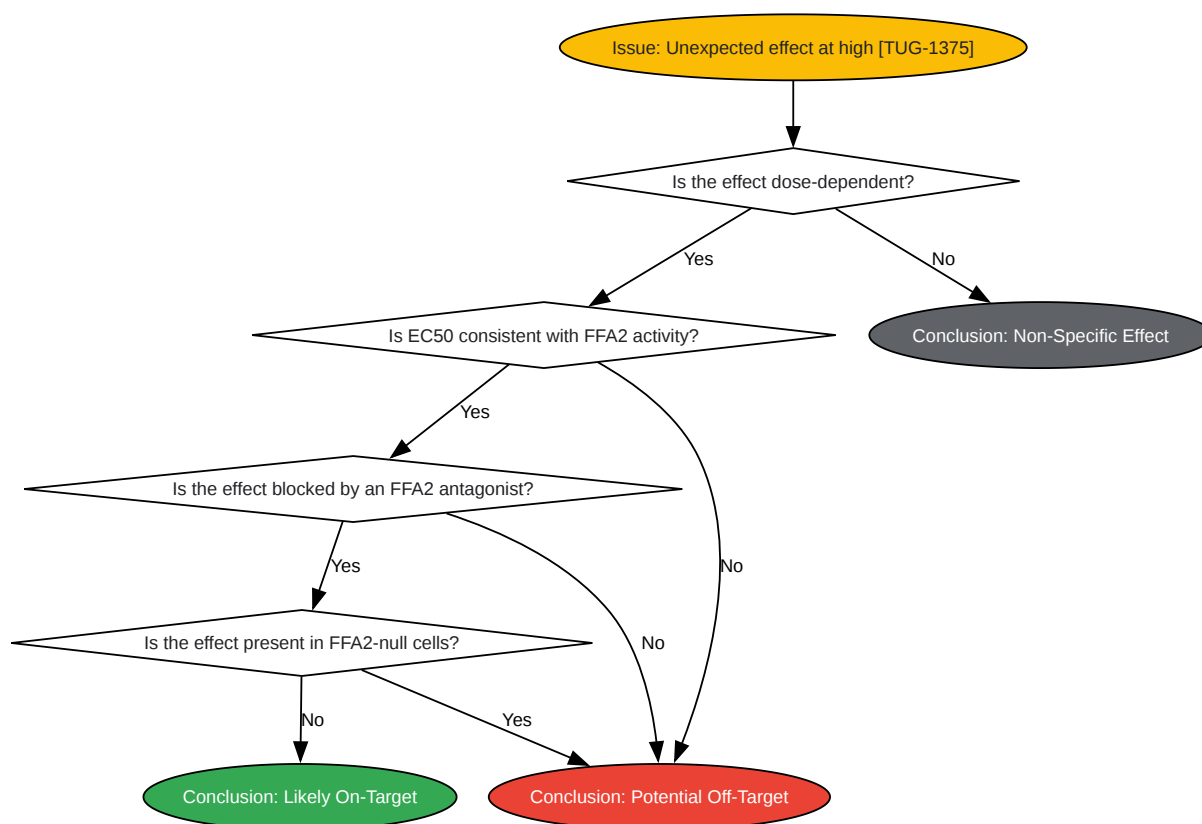 Issue: Unexpected effect at high [TUG-1375]
Is the effect dose-dependent?
Yes
No
Is EC50 consistent with FFA2 activity?
Conclusion: Non-Specific Effect
Yes
Is the effect blocked by an FFA2 antagonist?
Yes
No
Is the effect present in FFA2-null cells?
No
No
Yes
Conclusion: Likely On-Target
Conclusion: Potential Off-Target